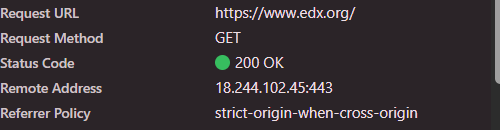 Request URL https://www.edx.org/
Request Method GET
Status Code 200 OK
Remote Address 18.244.102.45:443
Referrer Policy strict-origin-when-cross-origin